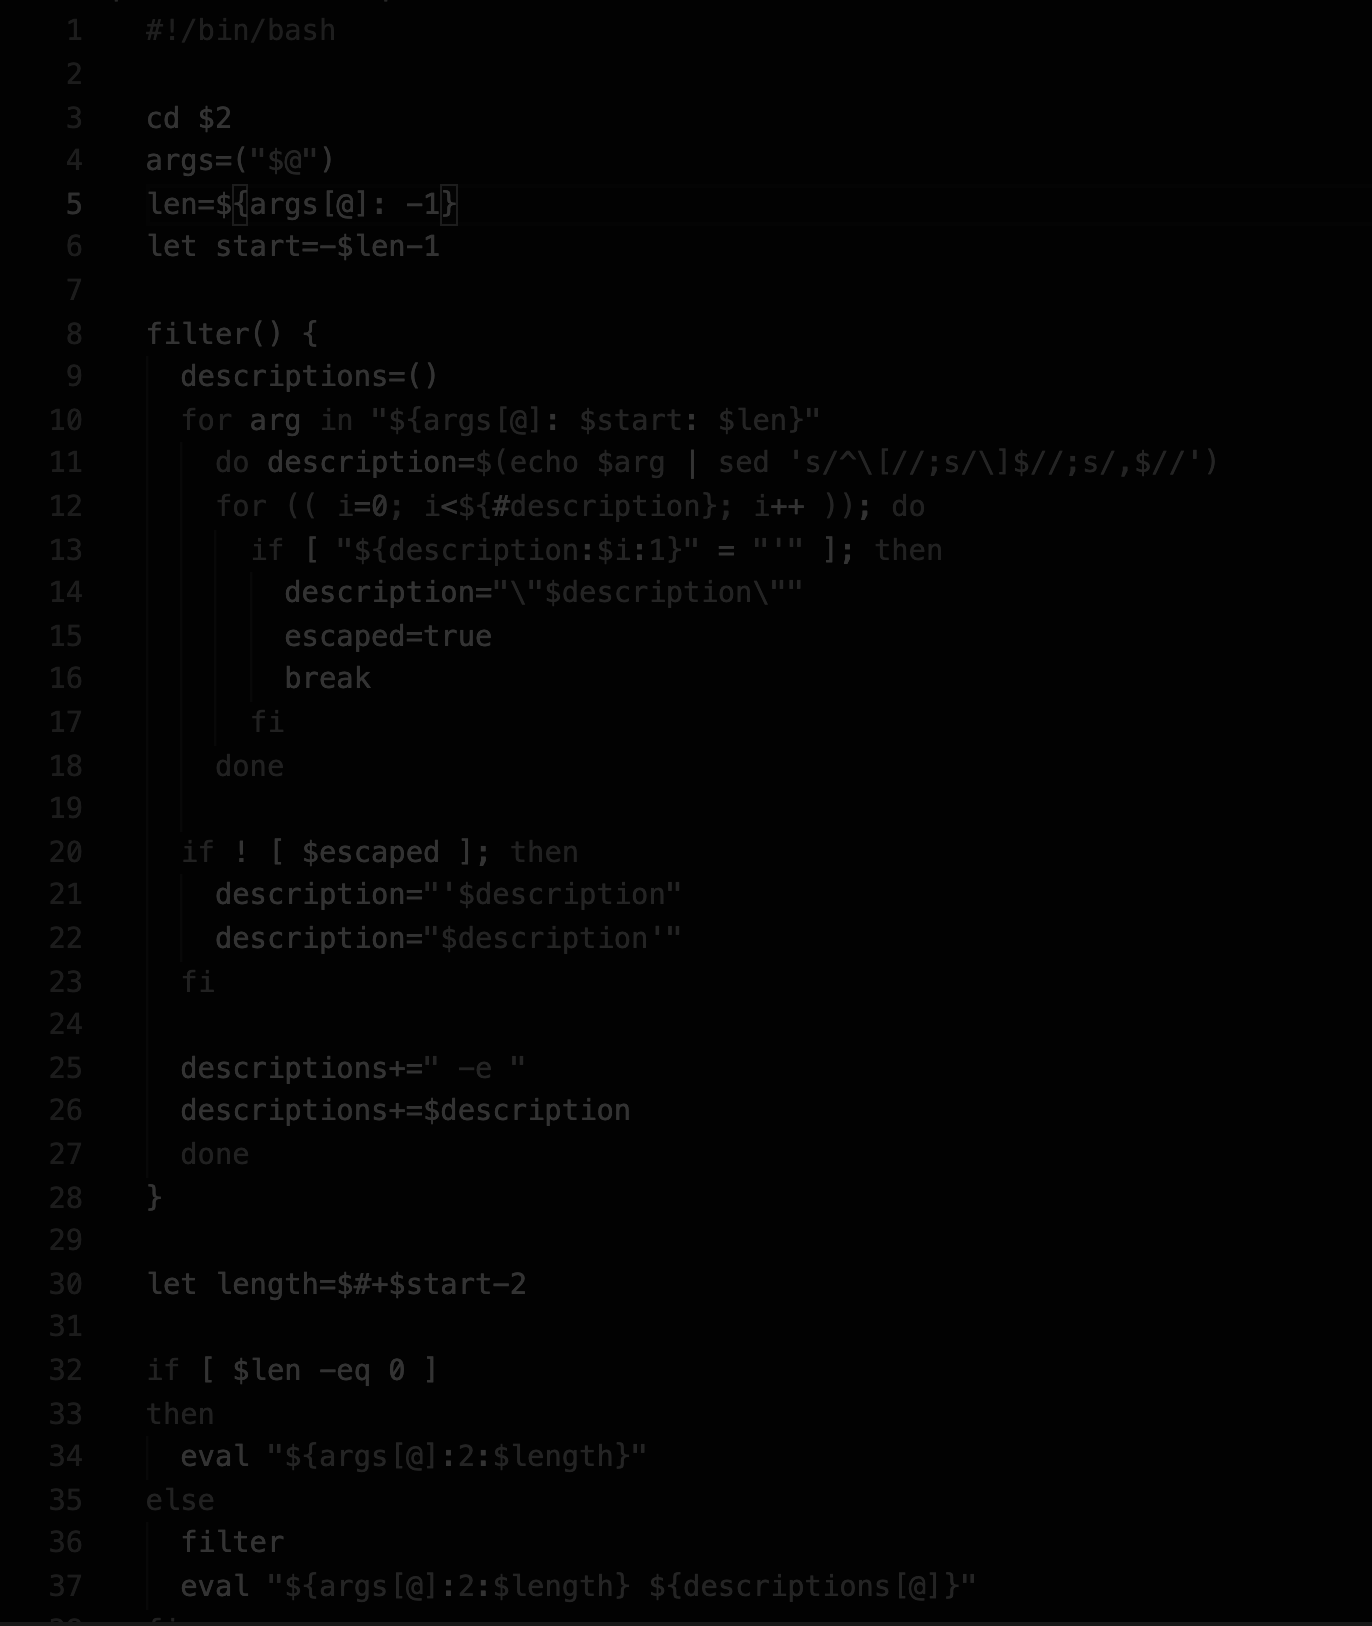 1 #!/bin/bash
2
3 cd $2
4 args=("$@")
5 len=${args[@]: -1}
6 let start=-$len-1
7
8 filter() {
9 descriptions=()
10 for arg in "${args[@]: $start: $len}"
11 do description=$(echo $arg | sed 's/^\[//;s/\]$//;s/,$//')
12 for (( i=0; i<${#description}; i++ )); do
13 if [ "${description:$i:1}" = "'" ]; then
14 description="\"$description\""
15 escaped=true
16 break
17 fi
18 done
19
20 if ! [ $escaped ]; then
21 description="'$description"
22 description="$description'"
23 fi
24
25 descriptions+=" -e "
26 descriptions+=$description
27 done
28 }
29
30 let length=$#+$start-2
31
32 if [ $len -eq 0 ]
33 then
34 eval "${args[@]:2:$length}"
35 else
36 filter
37 eval "${args[@]:2:$length} ${descriptions[@]}"